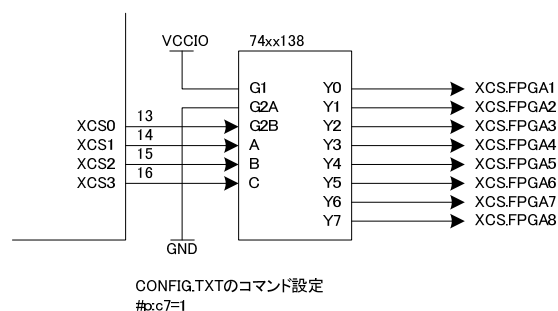 VCCIO
74xx138
G1 Y0 XCS.FPGA1
G2A Y1 XCS.FPGA2
XCS0 13 G2B Y2 XCS.FPGA3
XCS1 14 A Y3 XCS.FPGA4
XCS2 15 B Y4 XCS.FPGA5
XCS3 16 C Y5 XCS.FPGA6
Y6 XCS.FPGA7
Y7 XCS.FPGA8
GND
CONFIG.TXTのコマンド設定
#p:c7=1